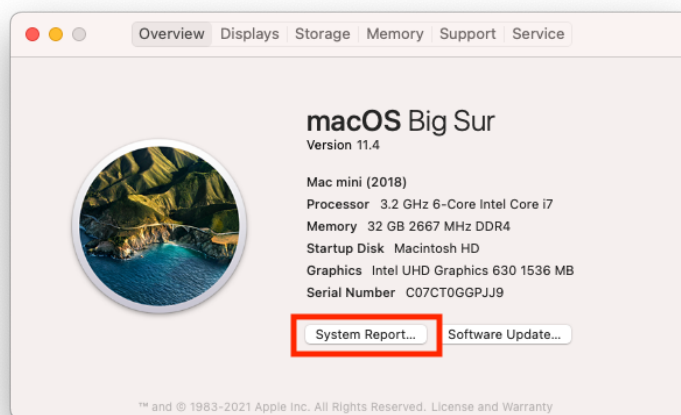 Overview Displays Storage Memory Support Service
macOS Big Sur
Version 11.4
Mac mini (2018)
Processor 3.2 GHz 6-Core Intel Core i7
Memory 32 GB 2667 MHz DDR4
Startup Disk Macintosh HD
Graphics Intel UHD Graphics 630 1536 MB
Serial Number C07CT0GGPJJ9
System Report... Software Update...
™ and © 1983-2021 Apple Inc. All Rights Reserved. License and Warranty